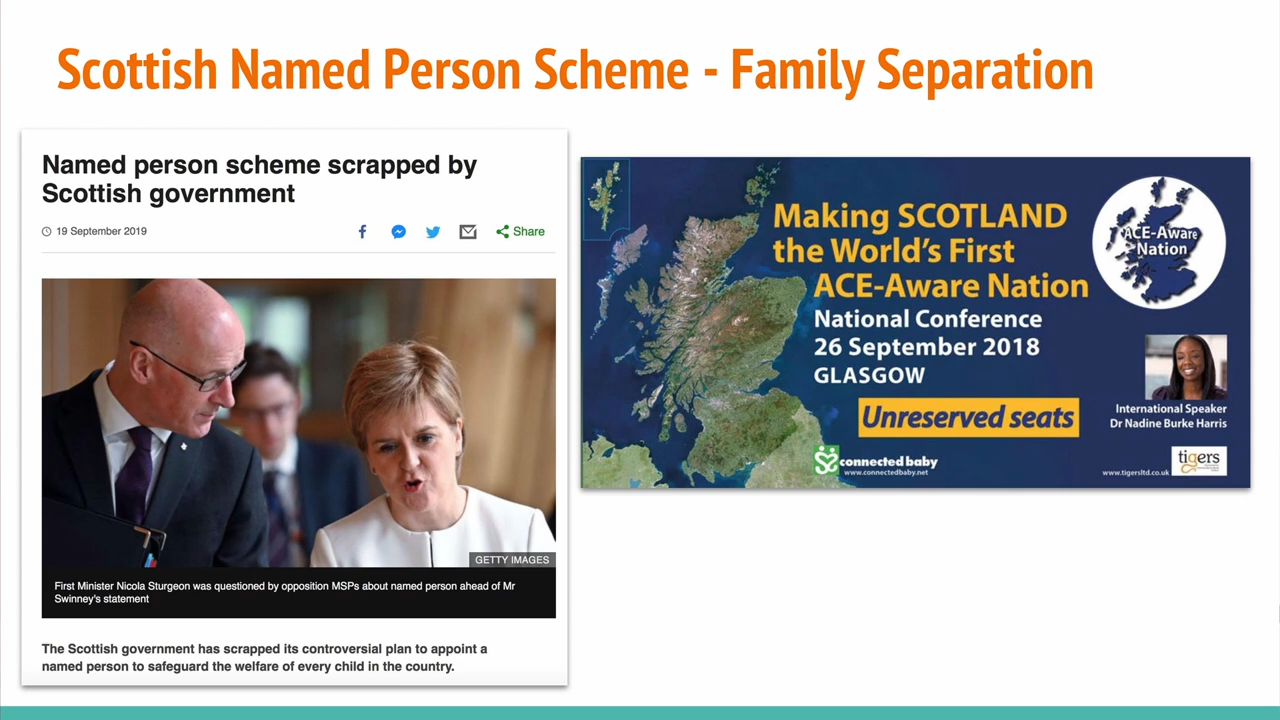 Scottish Named Person Scheme - Family Separation
Named person scheme scrapped by
Scottish government
19 September 2019
Share
GETTY IMAGES
First Minister Nicola Sturgeon was questioned by opposition MSPs about named person ahead of Mr
Swinney's statement
The Scottish government has scrapped its controversial plan to appoint a
named person to safeguard the welfare of every child in the country.
Making SCOTLAND
the World's First
ACE-Aware Nation
National Conference
26 September 2018
GLASGOW
Unreserved seats
connected baby
www.connectedbaby.net
ACE-Aware
Nation
International Speaker
Dr Nadine Burke Harris
www.tigersltd.co.uk
tigers